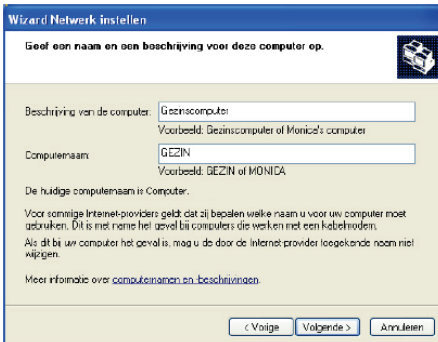 Wizard Netwerk instellen
Geef een naam en een beschrijving voor deze computer op.
Beschrijving van de computer: Gezinscomputer
Voorbeeld: Gezinscomputer of Monica's computer
Computernaam: GEZIN
Voorbeeld: GEZIN of MONICA
De huidige computernaam is Computer.
Voor sommige Internet-providers geldt dat zij bepalen welke naam u voor uw computer moet
gebruiken. Dit is met name het geval bij computers die werken met een kabelmodem.
Als dit bij uw computer het geval is, mag u de door de Internet-provider toegekende naam niet
wijzigen.
Meer informatie over computernamen en -beschrijvingen.
< Vorige
Volgende >
Annuleren